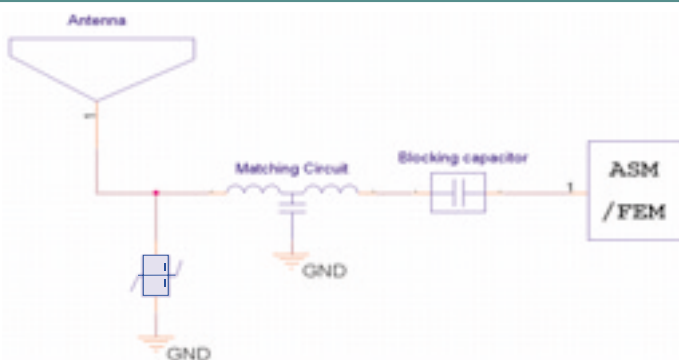 Antenna
1
Matching Circuit
Blocking capacitor
1
ASM
/FEM
GND
GND